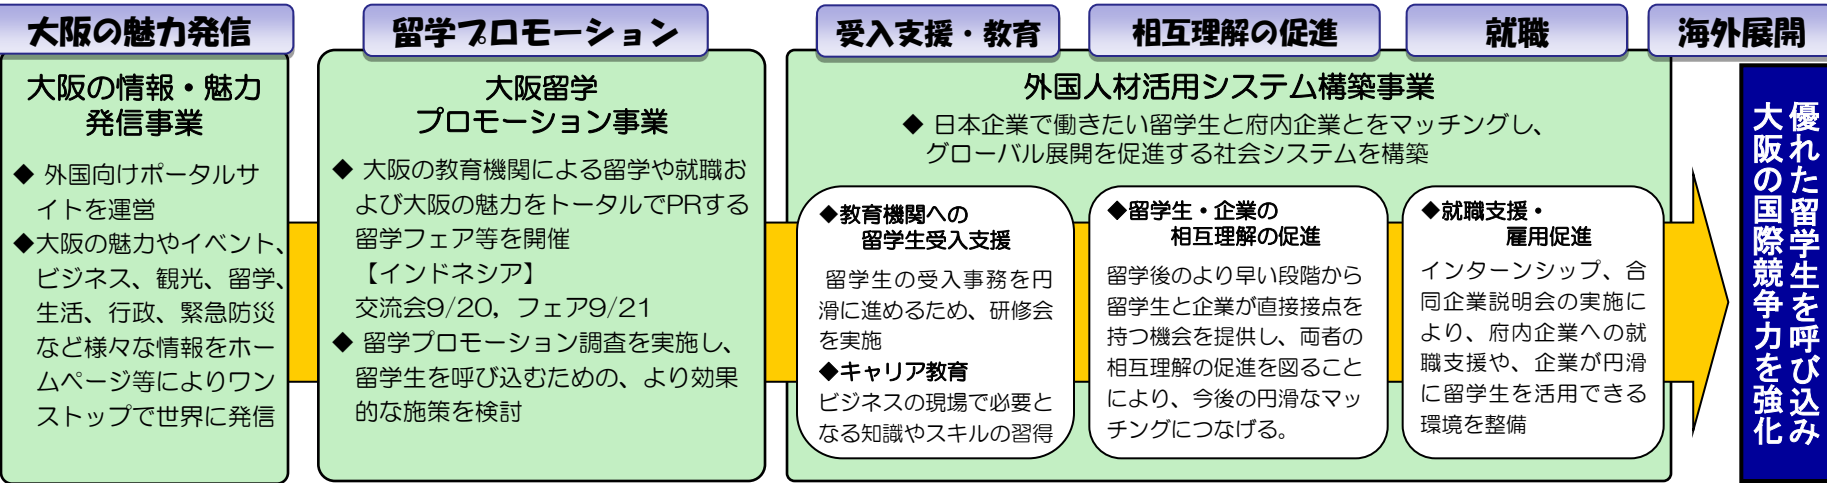 大阪の魅力発信
大阪の情報・魅力
発信事業
◆ 外国向けポータルサ
イトを運営
◆大阪の魅力やイベント、
ビジネス、観光、留学、
生活、行政、緊急防災
など様々な情報をホー
ムページ等によりワン
ストップで世界に発信
留学プロモーション
大阪留学
プロモーション事業
◆ 大阪の教育機関による留学や就職お
よび大阪の魅力をトータルでPRする
留学フェア等を開催
【インドネシア】
交流会9/20，フェア9/21
◆ 留学プロモーション調査を実施し、
留学生を呼び込むための、より効果
的な施策を検討
受入支援・教育
相互理解の促進
就職
外国人材活用システム構築事業
◆ 日本企業で働きたい留学生と府内企業とをマッチングし、
グローバル展開を促進する社会システムを構築
◆教育機関への
留学生受入支援
留学生の受入事務を円
滑に進めるため、研修会
を実施
◆キャリア教育
ビジネスの現場で必要と
なる知識やスキルの習得
◆留学生・企業の
相互理解の促進
留学後のより早い段階から
留学生と企業が直接接点を
持つ機会を提供し、両者の
相互理解の促進を図ること
により、今後の円滑なマッ
チングにつなげる。
◆就職支援・
雇用促進
インターンシップ、合
同企業説明会の実施に
より、府内企業への就
職支援や、企業が円滑
に留学生を活用できる
環境を整備
海外展開
優れた留学生を呼び込み
大阪の国際競争力を強化